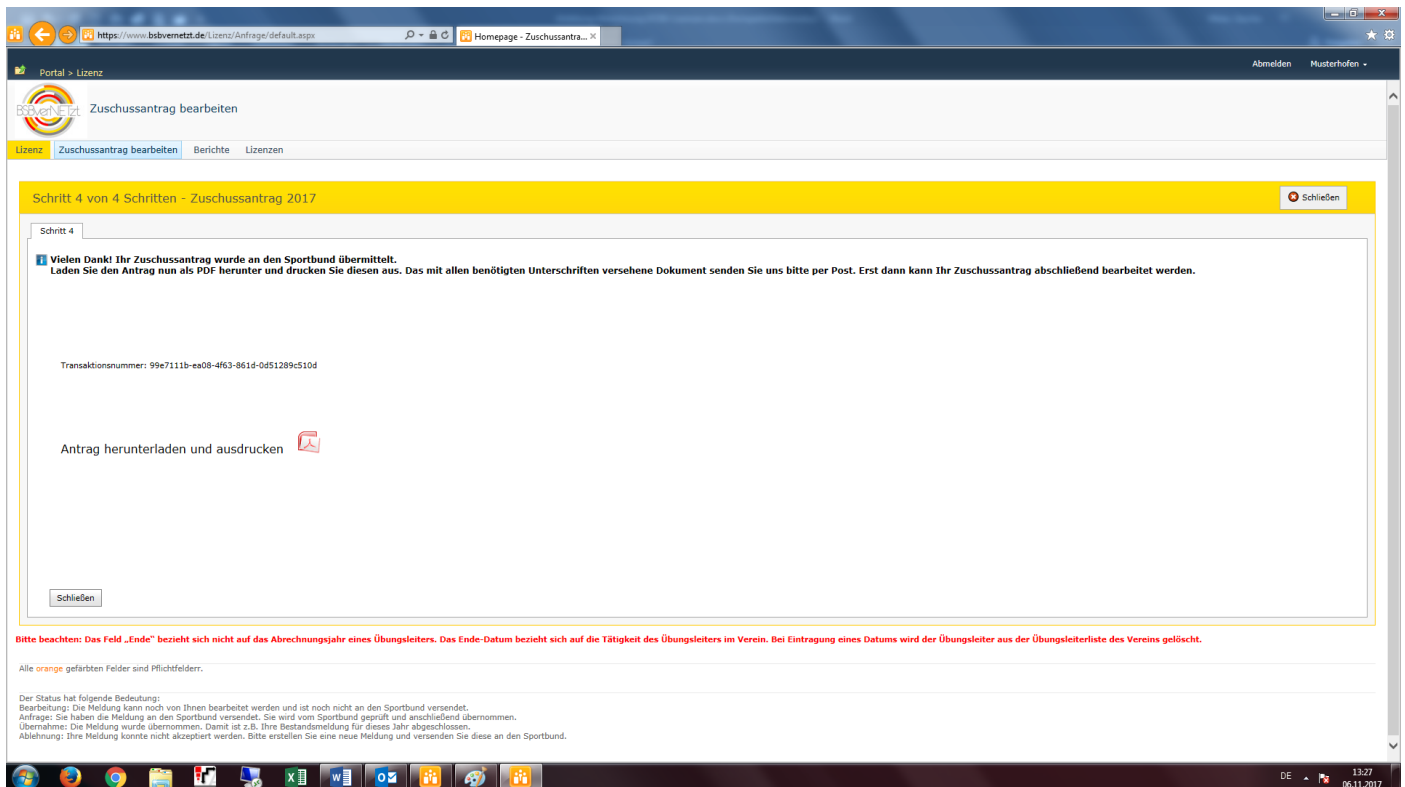 https://www.bsbvernetzt.de/Lizenz/Anfrage/default.aspx
Homepage - Zuschussantra...
Portal > Lizenz
Abmelden Musterhofen
BSBverNETzt
Zuschussantrag bearbeiten
Lizenz Zuschussantrag bearbeiten Berichte Lizenzen
Schritt 4 von 4 Schritten - Zuschussantrag 2017
Schließen
Schritt 4
Vielen Dank! Ihr Zuschussantrag wurde an den Sportbund übermittelt.
Laden Sie den Antrag nun als PDF herunter und drucken Sie diesen aus. Das mit allen benötigten Unterschriften versehene Dokument senden Sie uns bitte per Post. Erst dann kann Ihr Zuschussantrag abschließend bearbeitet werden.
Transaktionsnummer: 99e7111b-ea08-4f63-861d-0d51289c510d
Antrag herunterladen und ausdrucken
Schließen
Bitte beachten: Das Feld „Ende" bezieht sich nicht auf das Abrechnungsjahr eines Übungsleiters. Das Ende-Datum bezieht sich auf die Tätigkeit des Übungsleiters im Verein. Bei Eintragung eines Datums wird der Übungsleiter aus der Übungsleiterliste des Vereins gelöscht.
Alle orange gefärbten Felder sind Pflichtfelderr.
Der Status hat folgende Bedeutung:
Bearbeitung: Die Meldung kann noch von Ihnen bearbeitet werden und ist noch nicht an den Sportbund versendet.
Anfrage: Sie haben die Meldung an den Sportbund versendet. Sie wird vom Sportbund geprüft und anschließend übernommen.
Übernahme: Die Meldung wurde übernommen. Damit ist z.B. Ihre Bestandsmeldung für dieses Jahr abgeschlossen.
Ablehnung: Ihre Meldung konnte nicht akzeptiert werden. Bitte erstellen Sie eine neue Meldung und versenden Sie diese an den Sportbund.
DE
13:27
06.11.2017